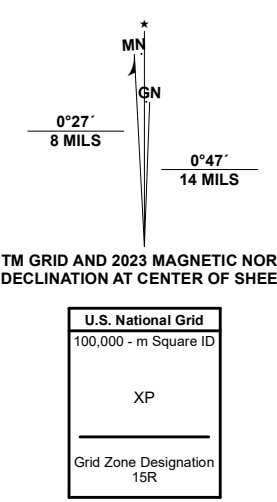 ★
MN
GN
0°27´
8 MILS
0°47´
14 MILS
TM GRID AND 2023 MAGNETIC NOR
DECLINATION AT CENTER OF SHEE
U.S. National Grid
100,000 - m Square ID
XP
Grid Zone Designation
15R